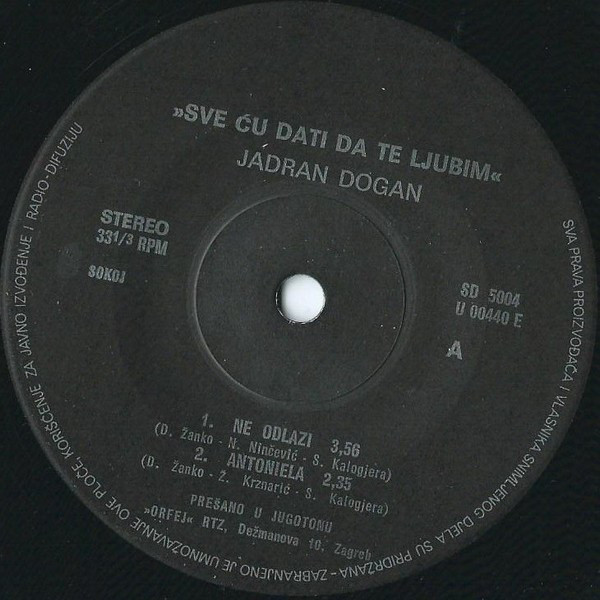 »SVE ĆU DATI DA TE LJUBIM«
JADRAN DOGAN
STEREO
33 1/3 RPM
SOKOJ
SD 5004
U 00440 E
A
1. NE ODLAZI 3,56
(D. Žanko - N. Ninčević - S. Kalogjera)
2. ANTONIELA 2,35
(D. Žanko - Ž. Krznarić - S. Kalogjera)
PREŠANO U JUGOTONU
»ORFEJ« RTZ, Dežmanova 10, Zagreb
SVA PRAVA PROIZVOĐAČA I VLASNIKA SNIMLJENOG DJELA SU PRIDRŽANA - ZABRANJENO JE UMNOŽAVANJE OVE PLOČE, KORIŠĆENJE ZA JAVNO IZVOĐENJE I RADIO-DIFUZIJU